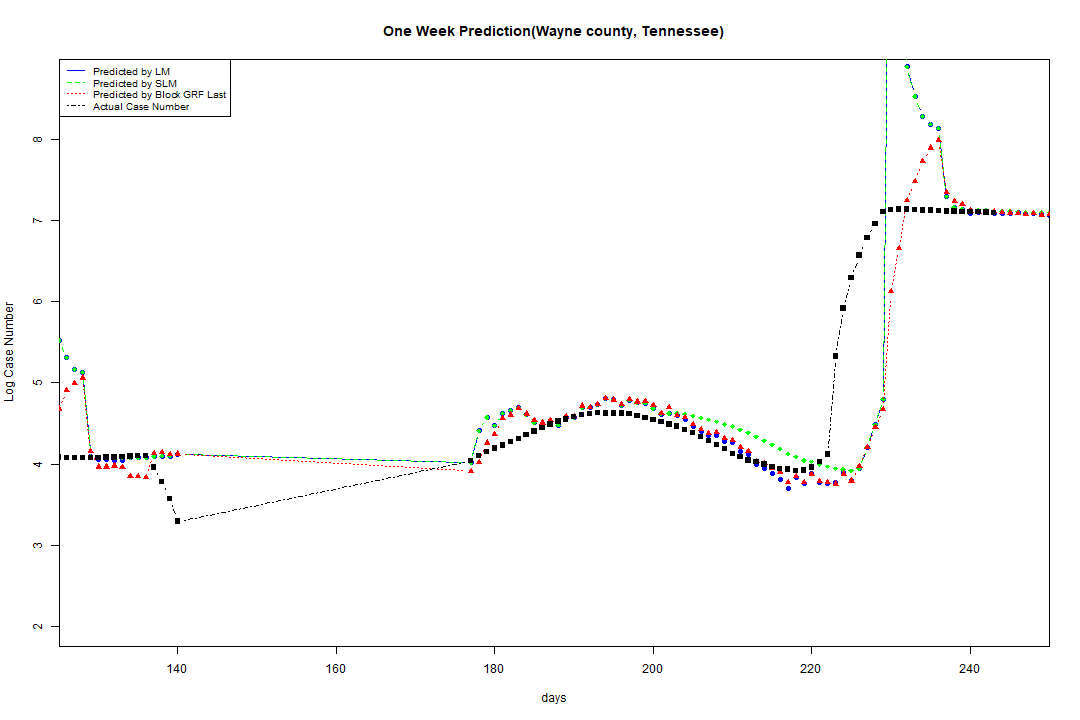 One Week Prediction(Wayne county, Tennessee)
Predicted by LM
Predicted by SLM
Predicted by Block GRF Last
Actual Case Number
Log Case Number
8
7
6
5
4
3
2
140 160 180 200 220 240
days